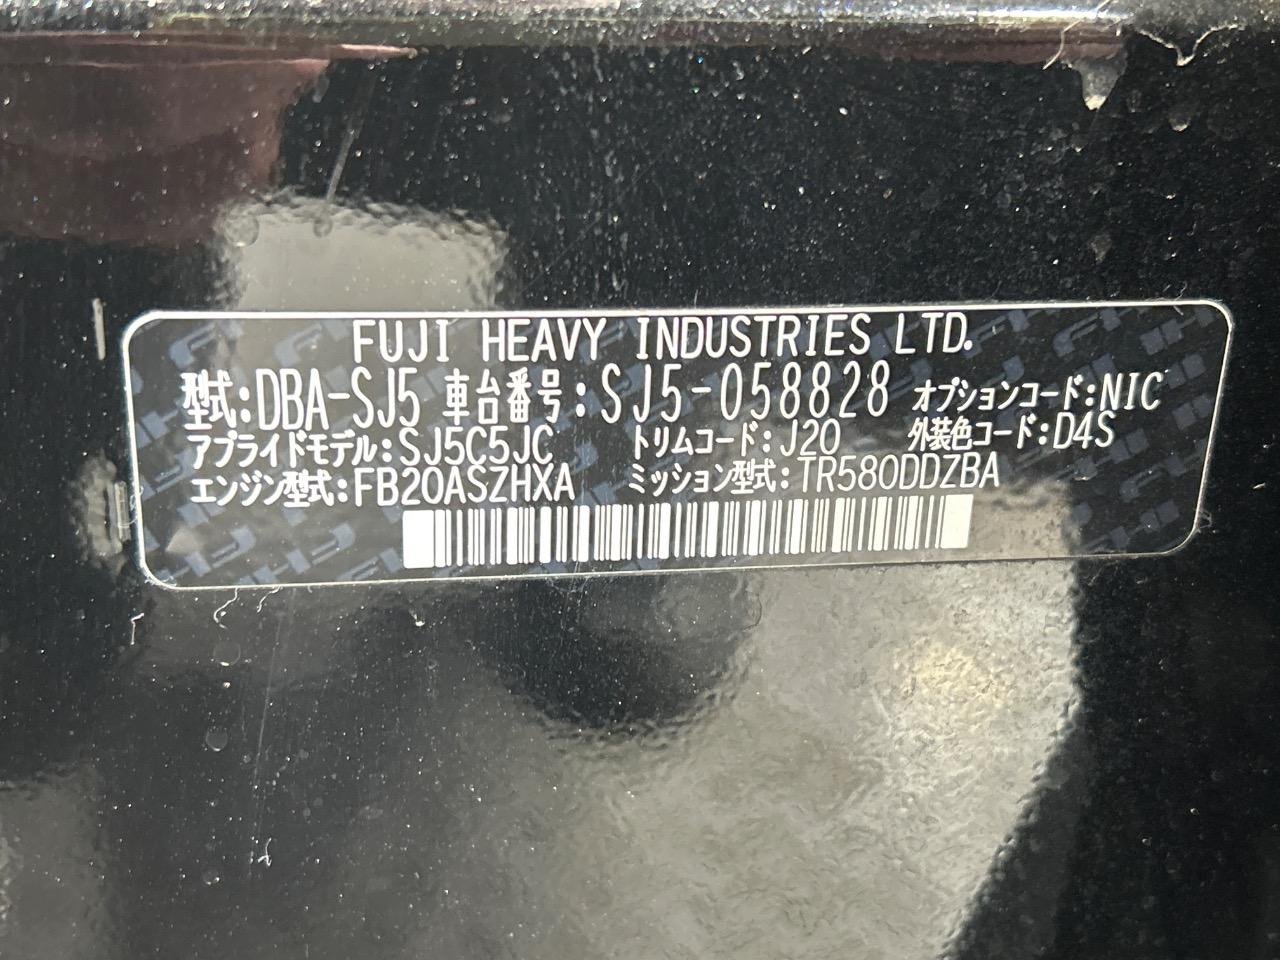 FUJI HEAVY INDUSTRIES LTD.
型式:DBA-SJ5 車台番号:SJ5-058828 オプションコード:NIC
アプライドモデル:SJ5C5JC トリムコード:J20 外装色コード:D4S
エンジン型式:FB20ASZHXA ミッション型式:TR580DDZBA